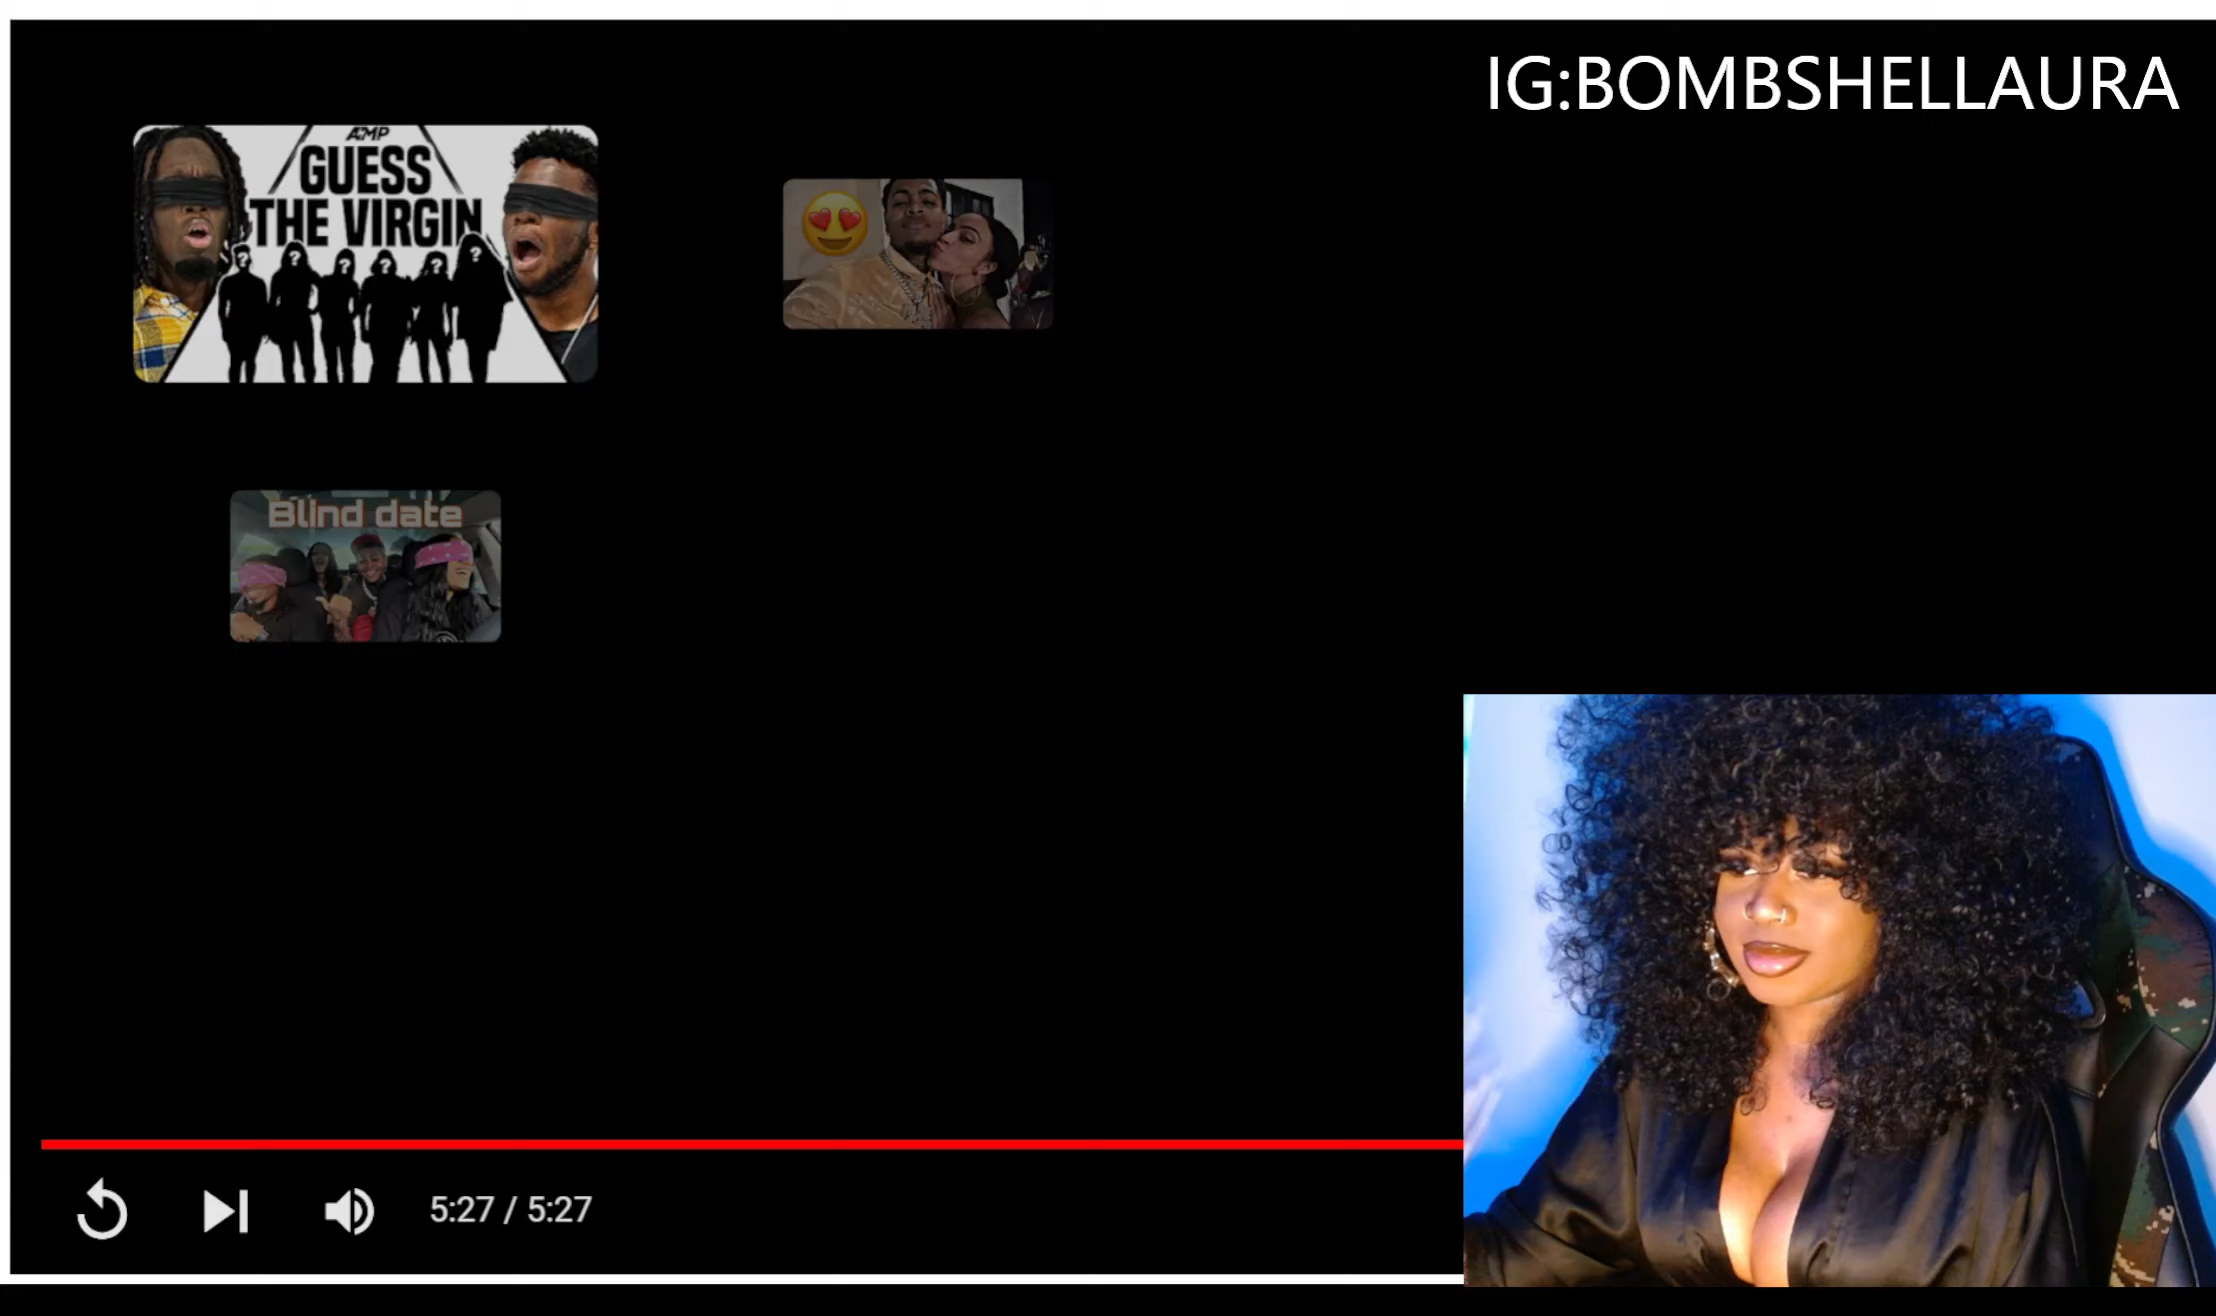 IG:BOMBSHELLAURA
AMP
GUESS
THE VIRGIN
? ? ? ? ? ?
Blind date
5:27 / 5:27